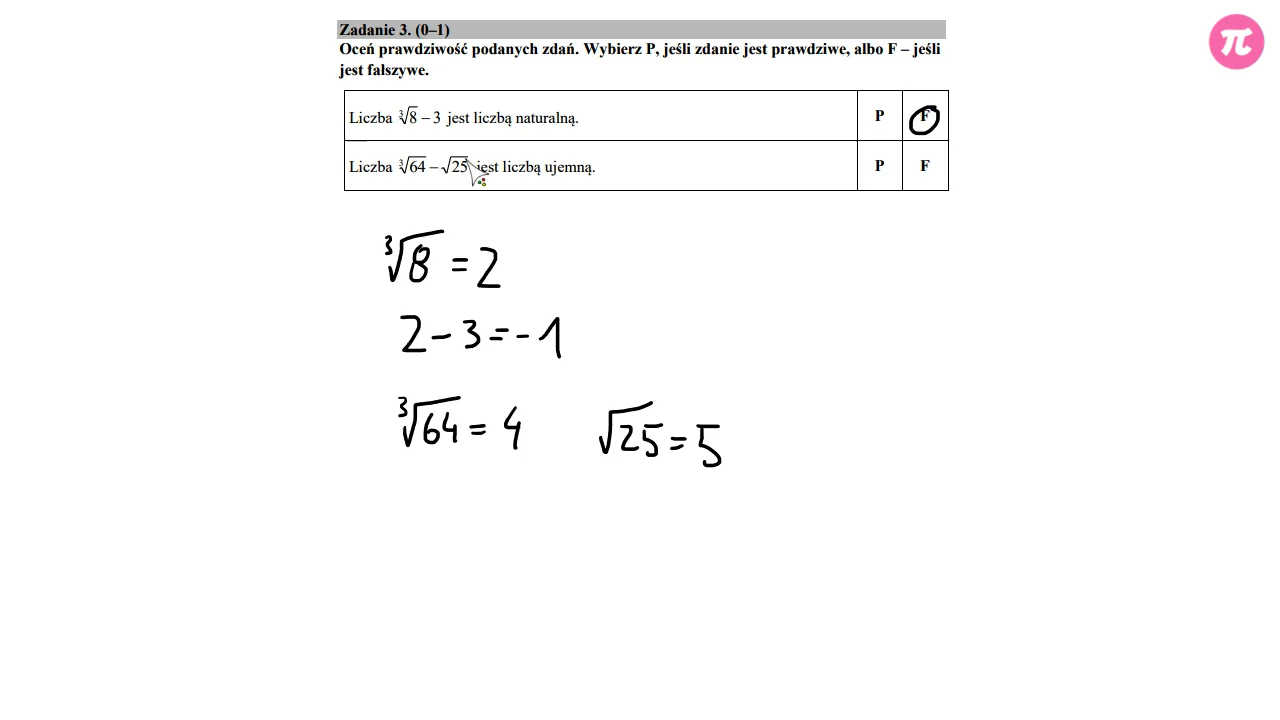 π
Zadanie 3. (0–1)
Oceń prawdziwość podanych zdań. Wybierz P, jeśli zdanie jest prawdziwe, albo F – jeśli
jest fałszywe.
Liczba ∛8 – 3 jest liczbą naturalną. P F
Liczba ∛64 – √25 jest liczbą ujemną. P F
∛8 = 2
2 – 3 = – 1
∛64 = 4 √25 = 5